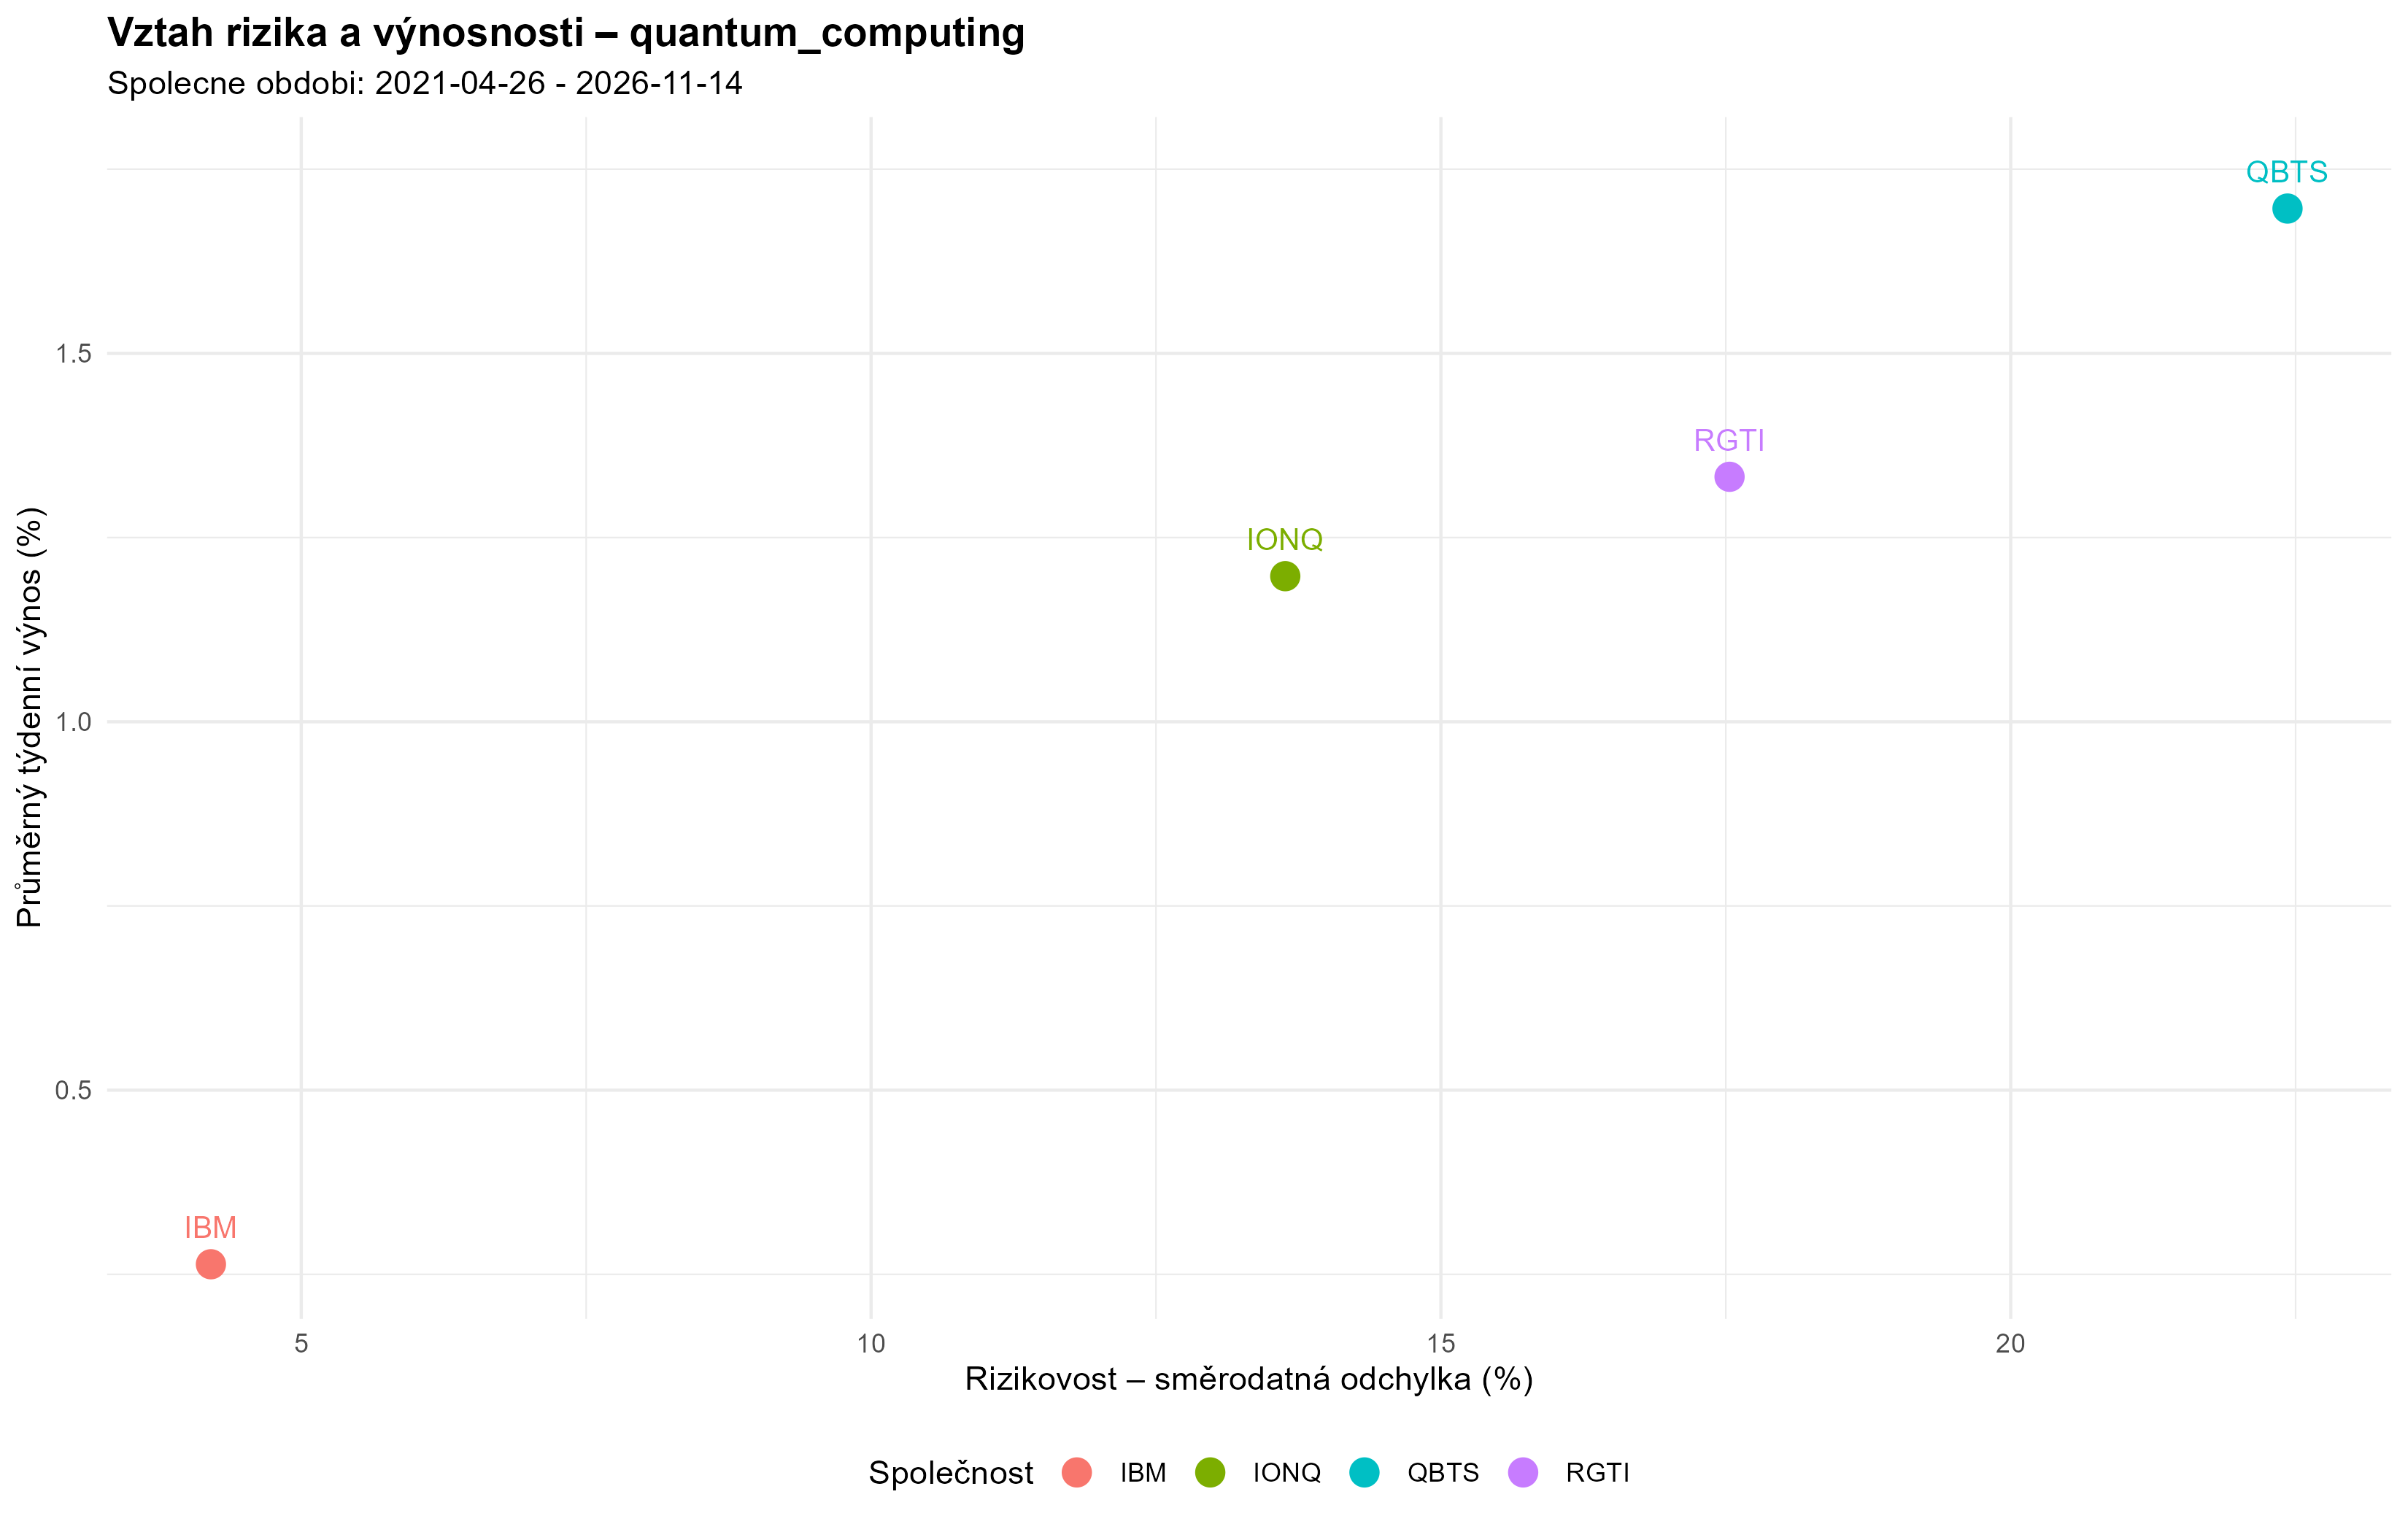 Vztah rizika a výnosnosti – quantum_computing
Spolecne obdobi: 2021-04-26 - 2026-11-14
QBTS
1.5
RGTI
IONQ
Průměrný týdenní výnos (%)
1.0
0.5
IBM
5 10 15 20
Rizikovost – směrodatná odchylka (%)
Společnost IBM IONQ QBTS RGTI